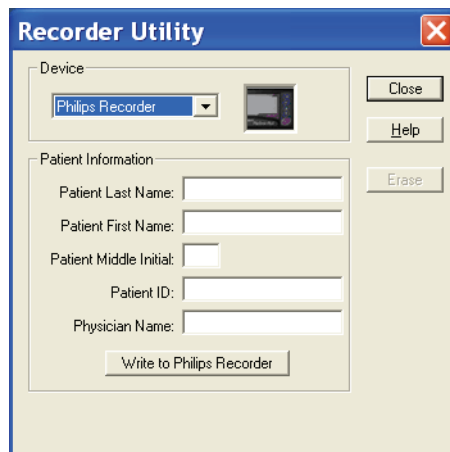 Recorder Utility
Device
Philips Recorder
Close
Help
Erase
Patient Information
Patient Last Name:
Patient First Name:
Patient Middle Initial:
Patient ID:
Physician Name:
Write to Philips Recorder